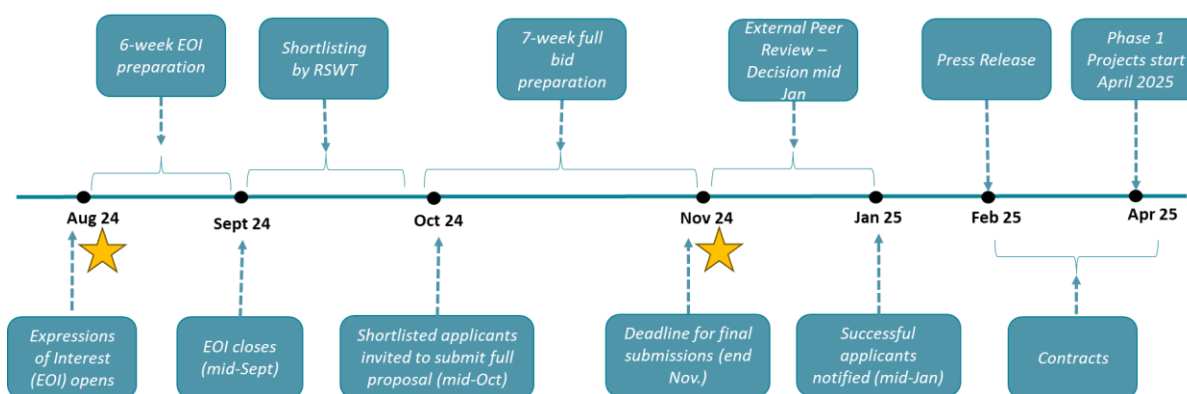 6-week EOI
preparation
Shortlisting
by RSWT
7-week full
bid
preparation
External Peer
Review –
Decision mid
Jan
Press Release
Phase 1
Projects start
April 2025
Aug 24
Sept 24
Oct 24
Nov 24
Jan 25
Feb 25
Apr 25
Expressions
of Interest
(EOI) opens
EOI closes
(mid-Sept)
Shortlisted applicants
invited to submit full
proposal (mid-Oct)
Deadline for final
submissions (end
Nov.)
Successful
applicants
notified (mid-Jan)
Contracts